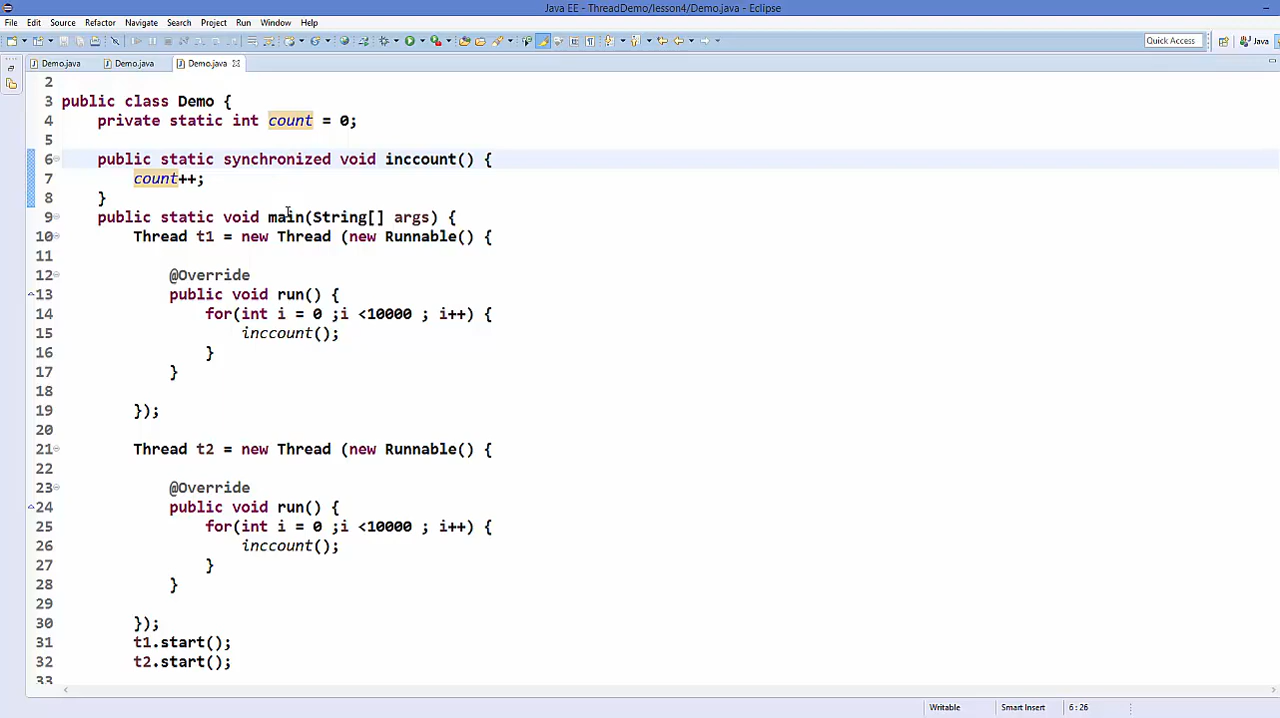 Java EE - ThreadDemo/lesson4/Demo.java - Eclipse
File Edit Source Refactor Navigate Search Project Run Window Help
Quick Access Java
Demo.java Demo.java Demo.java
2
3 public class Demo {
4 private static int count = 0;
5
6 public static synchronized void inccount() {
7 count++;
8 }
9 public static void main(String[] args) {
10 Thread t1 = new Thread (new Runnable() {
11
12 @Override
13 public void run() {
14 for(int i = 0 ;i <10000 ; i++) {
15 inccount();
16 }
17 }
18
19 });
20
21 Thread t2 = new Thread (new Runnable() {
22
23 @Override
24 public void run() {
25 for(int i = 0 ;i <10000 ; i++) {
26 inccount();
27 }
28 }
29
30 });
31 t1.start();
32 t2.start();
33
Writable Smart Insert 6 : 26